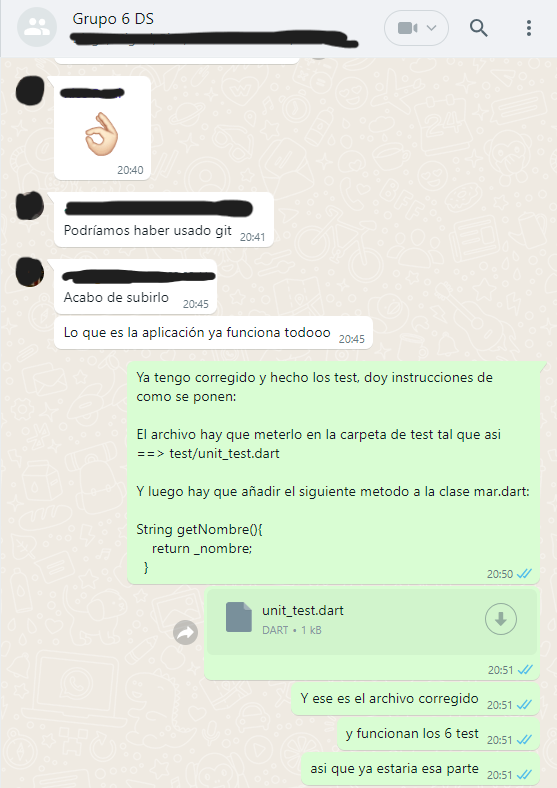 Grupo 6 DS
20:40
Podríamos haber usado git
20:41
Acabo de subirlo
20:45
Lo que es la aplicación ya funciona todooo
20:45
Ya tengo corregido y hecho los test, doy instrucciones de
como se ponen:
El archivo hay que meterlo en la carpeta de test tal que asi
==> test/unit_test.dart
Y luego hay que añadir el siguiente metodo a la clase mar.dart:
String getNombre(){
return _nombre;
}
20:50
unit_test.dart
DART • 1 kB
20:51
Y ese es el archivo corregido
20:51
y funcionan los 6 test
20:51
asi que ya estaria esa parte
20:51